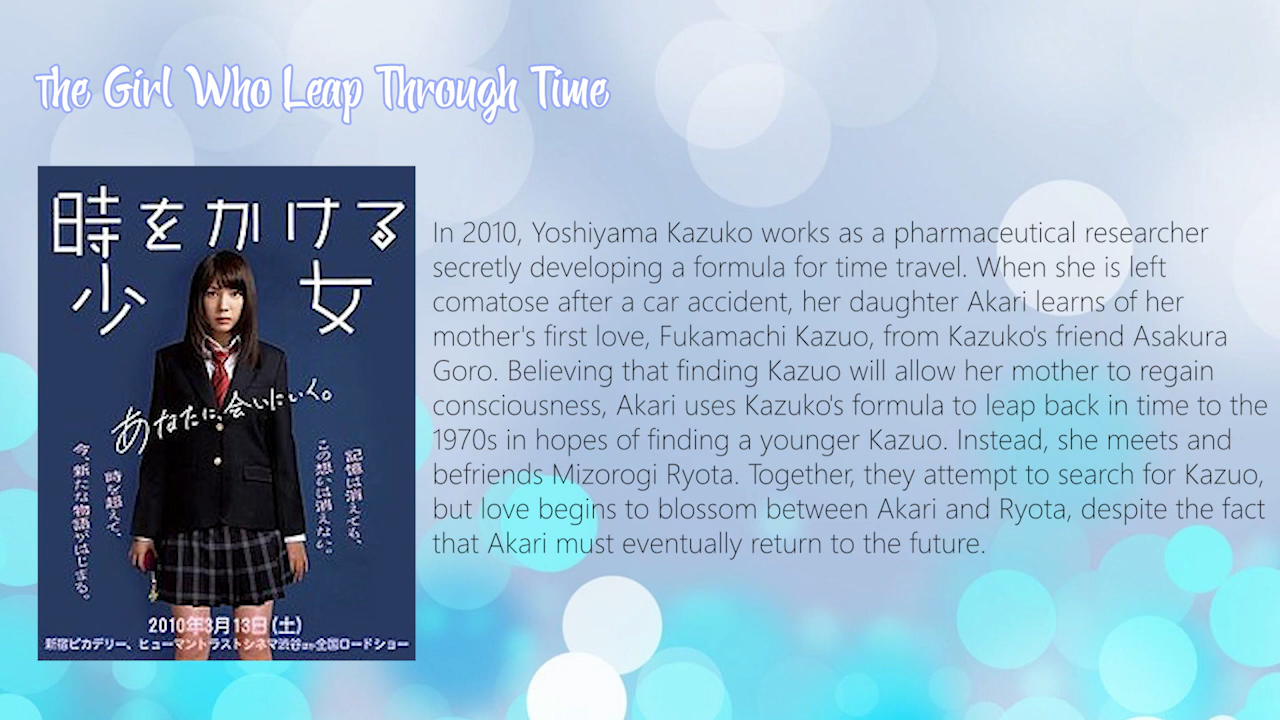 The Girl Who Leap Through Time
時をかける
少女
あなたに、会いにいく。
記憶は消えても、
この想いは消えない。
時を超えて、
今、新たな物語がはじまる。
2010年3月13日(土)
新宿ピカデリー、ヒューマントラストシネマ渋谷ほか全国ロードショー
In 2010, Yoshiyama Kazuko works as a pharmaceutical researcher
secretly developing a formula for time travel. When she is left
comatose after a car accident, her daughter Akari learns of her
mother's first love, Fukamachi Kazuo, from Kazuko's friend Asakura
Goro. Believing that finding Kazuo will allow her mother to regain
consciousness, Akari uses Kazuko's formula to leap back in time to the
1970s in hopes of finding a younger Kazuo. Instead, she meets and
befriends Mizorogi Ryota. Together, they attempt to search for Kazuo,
but love begins to blossom between Akari and Ryota, despite the fact
that Akari must eventually return to the future.